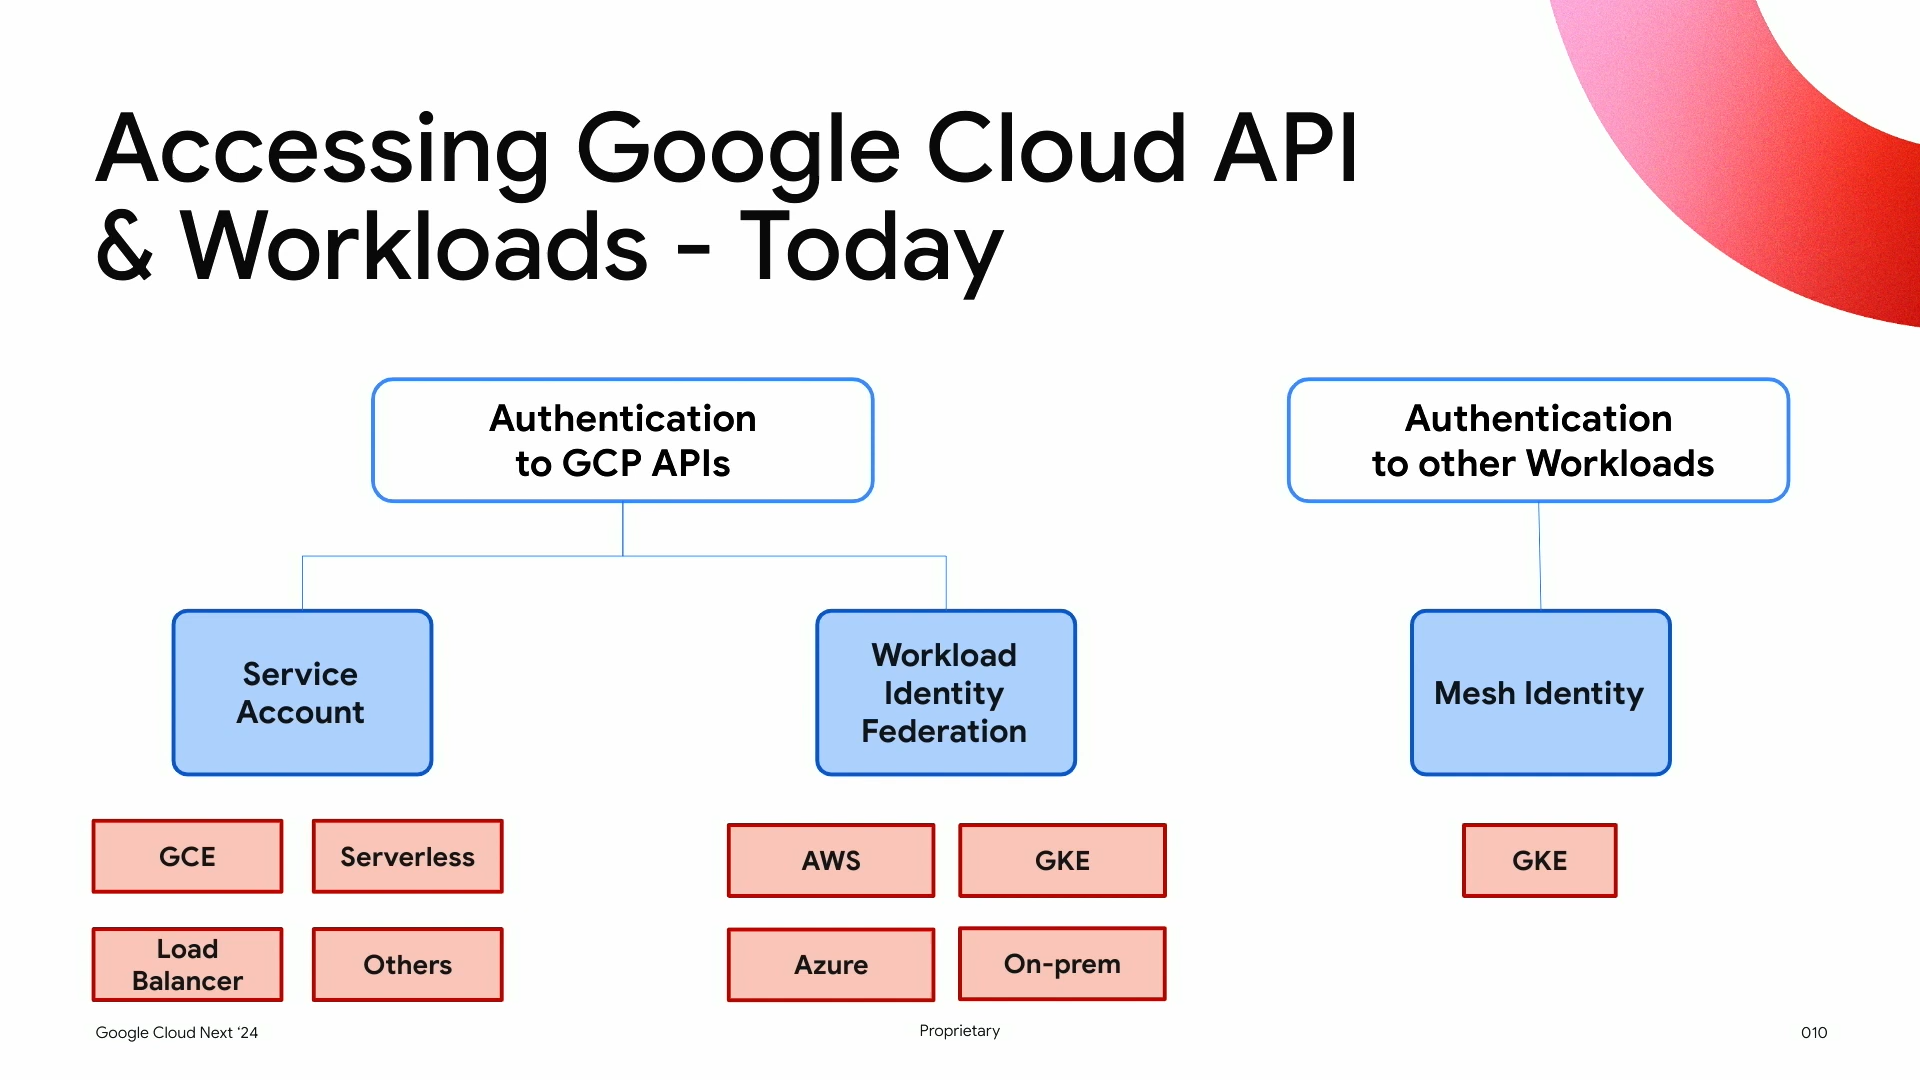 Accessing Google Cloud API
& Workloads - Today
Authentication
to GCP APIs
Authentication
to other Workloads
Service
Account
Workload
Identity
Federation
Mesh Identity
GCE
Serverless
Load
Balancer
Others
AWS
GKE
Azure
On-prem
GKE
Google Cloud Next ‘24
Proprietary
010